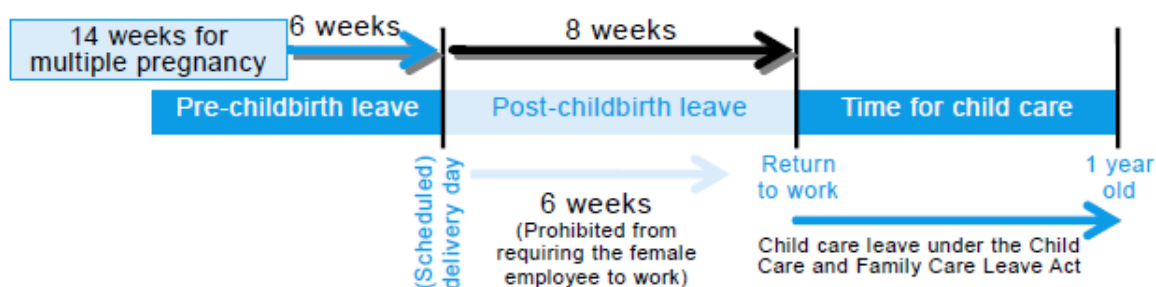 14 weeks for
multiple pregnancy
6 weeks
8 weeks
Pre-childbirth leave
Post-childbirth leave
Time for child care
(Scheduled)
delivery day
6 weeks
(Prohibited from
requiring the female
employee to work)
Return
to work
1 year
old
Child care leave under the Child
Care and Family Care Leave Act